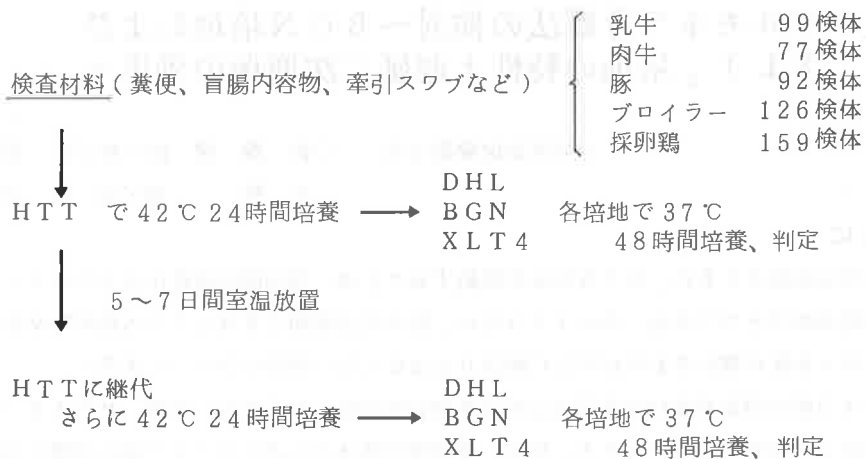 検査材料(糞便、盲腸内容物、牽引スワブなど)
乳牛 99検体
肉牛 77検体
豚 92検体
ブロイラー 126検体
採卵鶏 159検体
HTT で42℃24時間培養
DHL
BGN
XLT4
各培地で37℃
48時間培養、判定
5～7日間室温放置
HTTに継代
さらに42℃24時間培養
DHL
BGN
XLT4
各培地で37℃
48時間培養、判定